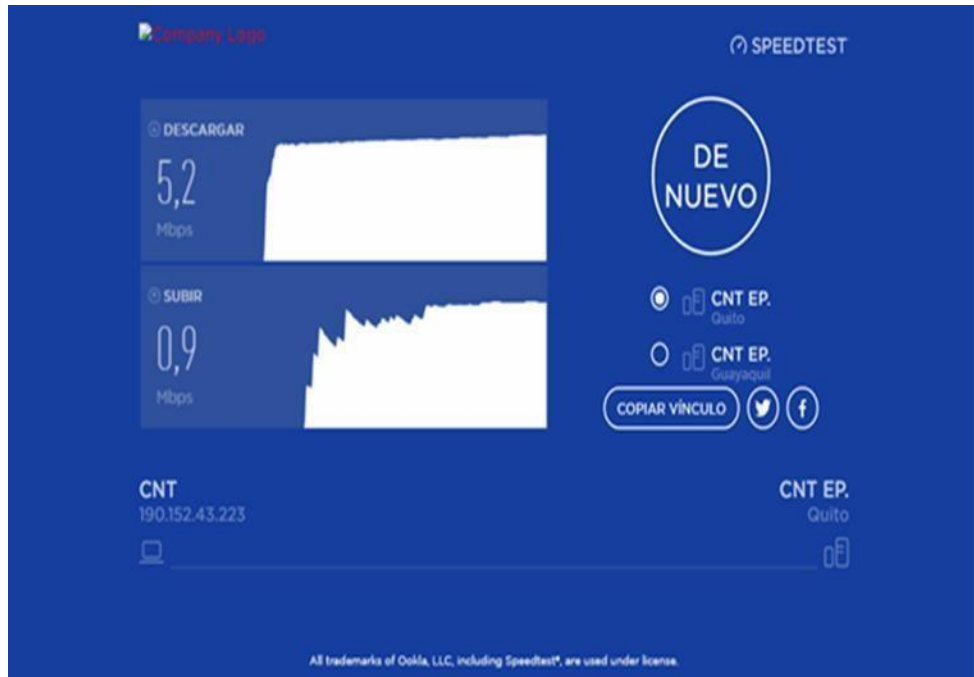 Company Logo
SPEEDTEST
DESCARGAR
5,2
Mbps
DE
NUEVO
SUBIR
0,9
Mbps
CNT EP.
Quito
CNT EP.
Guayaquil
COPIAR VÍNCULO
CNT
190.152.43.223
CNT EP.
Quito
All trademarks of Ookla, LLC, including Speedtest®, are used under license.